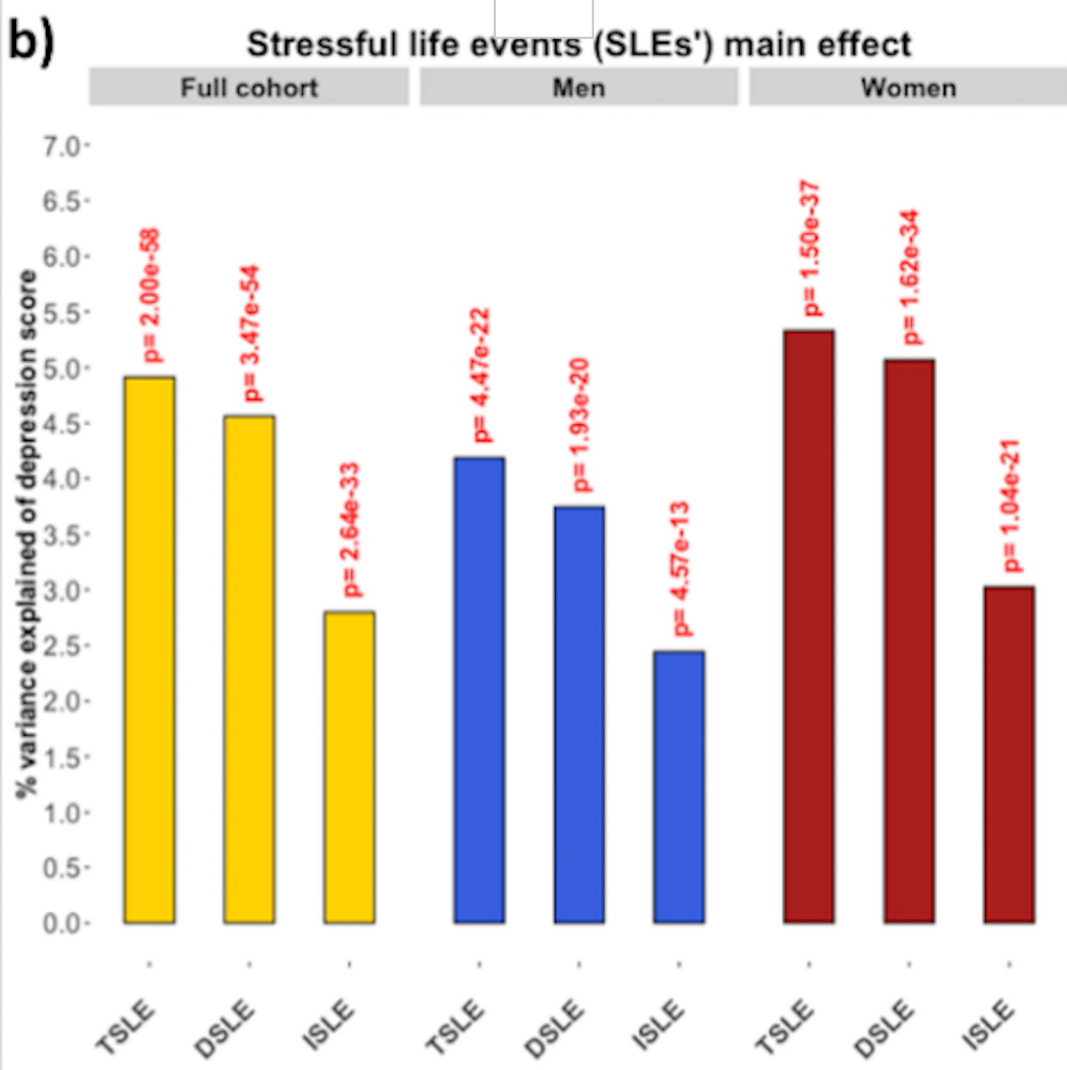 b)
Stressful life events (SLEs') main effect
Full cohort
Men
Women
% variance explained of depression score
7.0
6.5
6.0
5.5
5.0
4.5
4.0
3.5
3.0
2.5
2.0
1.5
1.0
0.5
0.0
p= 2.00e-58
p= 3.47e-54
p= 2.64e-33
p= 4.47e-22
p= 1.93e-20
p= 4.57e-13
p= 1.50e-37
p= 1.62e-34
p= 1.04e-21
TSLE
DSLE
ISLE
TSLE
DSLE
ISLE
TSLE
DSLE
ISLE